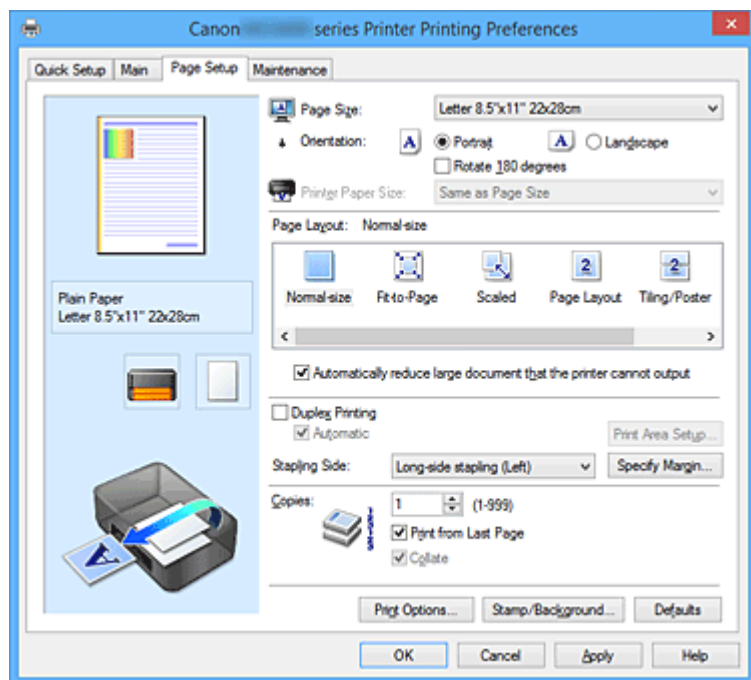 Canon series Printer Printing Preferences
Quick Setup Main Page Setup Maintenance
Page Size: Letter 8.5"x11" 22x28cm
Orientation: A Portrait A Landscape
Rotate 180 degrees
Printer Paper Size: Same as Page Size
Page Layout: Normal-size
2 2
Normal-size Fit-to-Page Scaled Page Layout Tiling/Poster
Plain Paper
Letter 8.5"x11" 22x28cm
Automatically reduce large document that the printer cannot output
Duplex Printing
Automatic
Print Area Setup...
Stapling Side: Long-side stapling (Left) Specify Margin...
Copies: 1 (1-999)
Print from Last Page
Collate
A
Print Options... Stamp/Background... Defaults
OK Cancel Apply Help